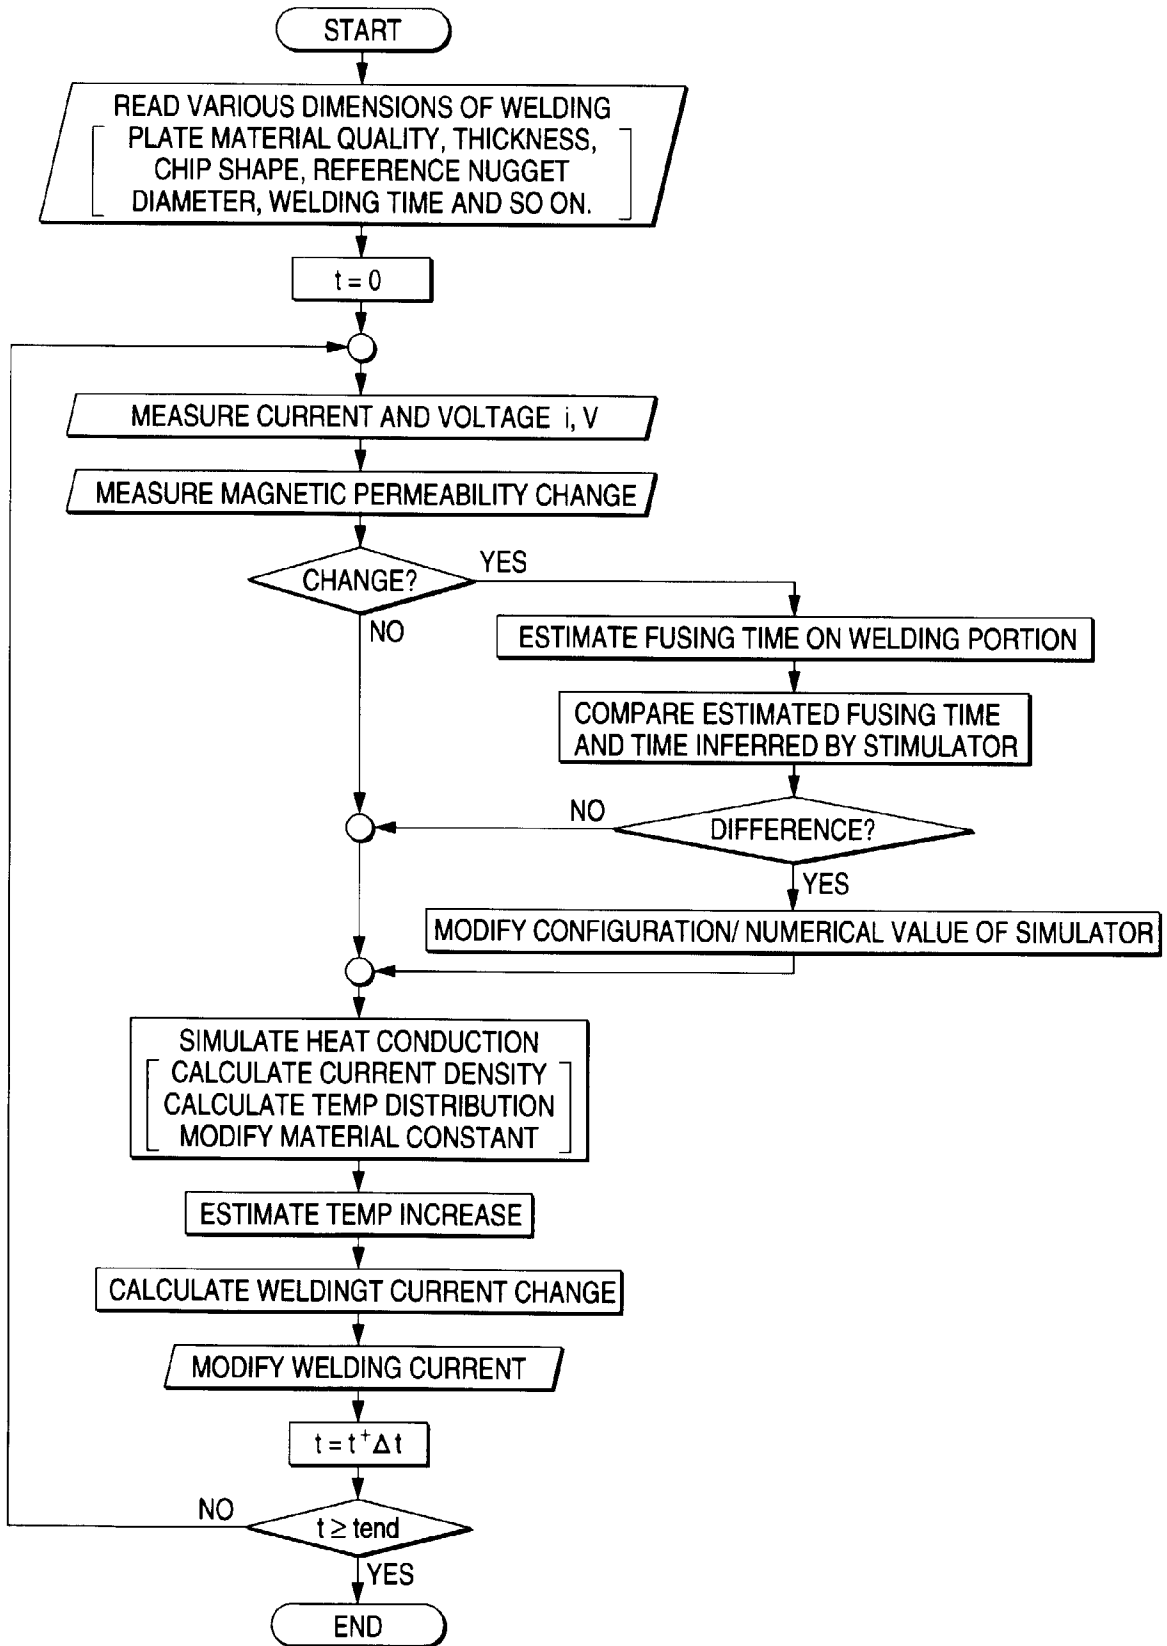 START
READ VARIOUS DIMENSIONS OF WELDING
PLATE MATERIAL QUALITY, THICKNESS,
CHIP SHAPE, REFERENCE NUGGET
DIAMETER, WELDING TIME AND SO ON.
t = 0
MEASURE CURRENT AND VOLTAGE i, V
MEASURE MAGNETIC PERMEABILITY CHANGE
CHANGE?
YES
NO
ESTIMATE FUSING TIME ON WELDING PORTION
COMPARE ESTIMATED FUSING TIME
AND TIME INFERRED BY STIMULATOR
DIFFERENCE?
NO
YES
MODIFY CONFIGURATION/ NUMERICAL VALUE OF SIMULATOR
SIMULATE HEAT CONDUCTION
CALCULATE CURRENT DENSITY
CALCULATE TEMP DISTRIBUTION
MODIFY MATERIAL CONSTANT
ESTIMATE TEMP INCREASE
CALCULATE WELDINGT CURRENT CHANGE
MODIFY WELDING CURRENT
t = t + Δ t
NO
t ≥ tend
YES
END